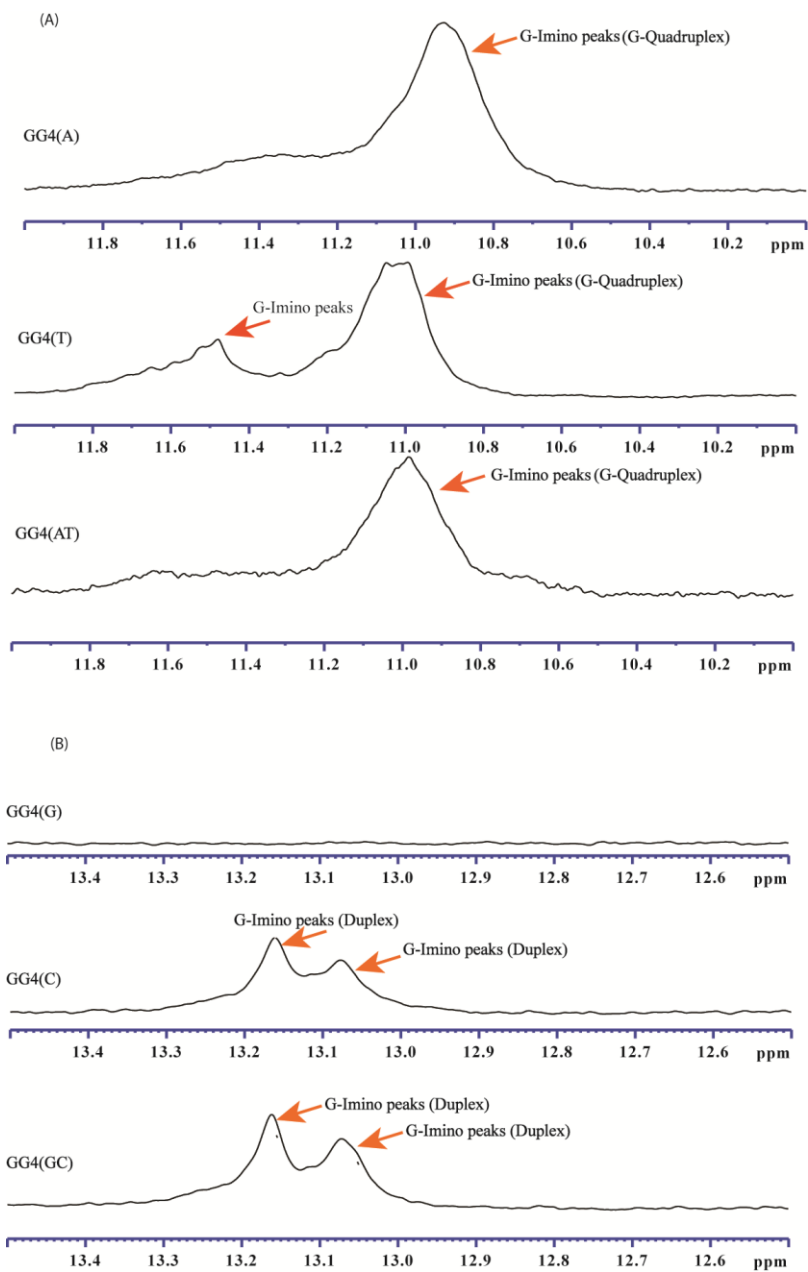 (A)
G-Imino peaks (G-Quadruplex)
GG4(A)
11.8 11.6 11.4 11.2 11.0 10.8 10.6 10.4 10.2 ppm
G-Imino peaks (G-Quadruplex)
G-Imino peaks
GG4(T)
11.8 11.6 11.4 11.2 11.0 10.8 10.6 10.4 10.2 ppm
G-Imino peaks (G-Quadruplex)
GG4(AT)
11.8 11.6 11.4 11.2 11.0 10.8 10.6 10.4 10.2 ppm
(B)
GG4(G)
13.4 13.3 13.2 13.1 13.0 12.9 12.8 12.7 12.6 ppm
G-Imino peaks (Duplex)
G-Imino peaks (Duplex)
GG4(C)
13.4 13.3 13.2 13.1 13.0 12.9 12.8 12.7 12.6 ppm
G-Imino peaks (Duplex)
G-Imino peaks (Duplex)
GG4(GC)
13.4 13.3 13.2 13.1 13.0 12.9 12.8 12.7 12.6 ppm